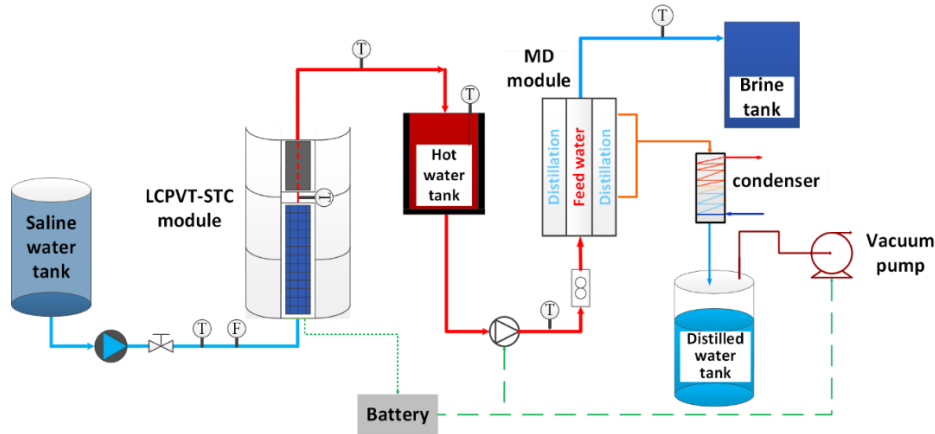 T
T
MD
module
T
Brine
tank
LCPVT-STC
module
T
Hot
water
tank
Distillation
Feed water
Distillation
condenser
Saline
water
tank
Vacuum
pump
T
F
T
Distilled water
tank
Battery